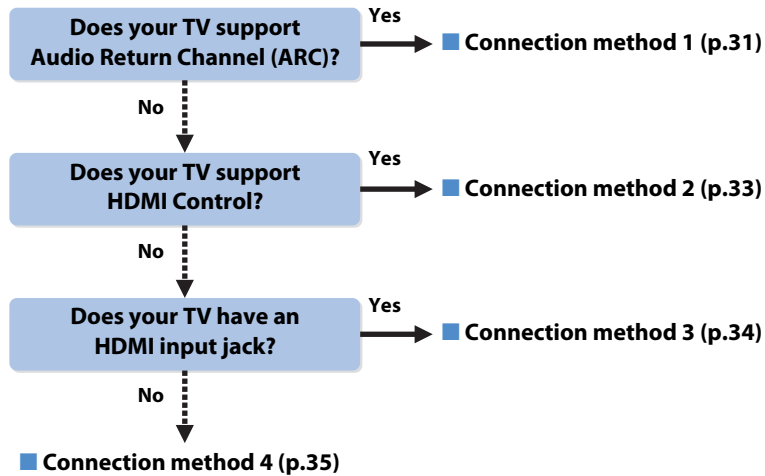 Does your TV support
Audio Return Channel (ARC)?
Yes
Connection method 1 (p.31)
No
Does your TV support
HDMI Control?
Yes
Connection method 2 (p.33)
No
Does your TV have an
HDMI input jack?
Yes
Connection method 3 (p.34)
No
Connection method 4 (p.35)